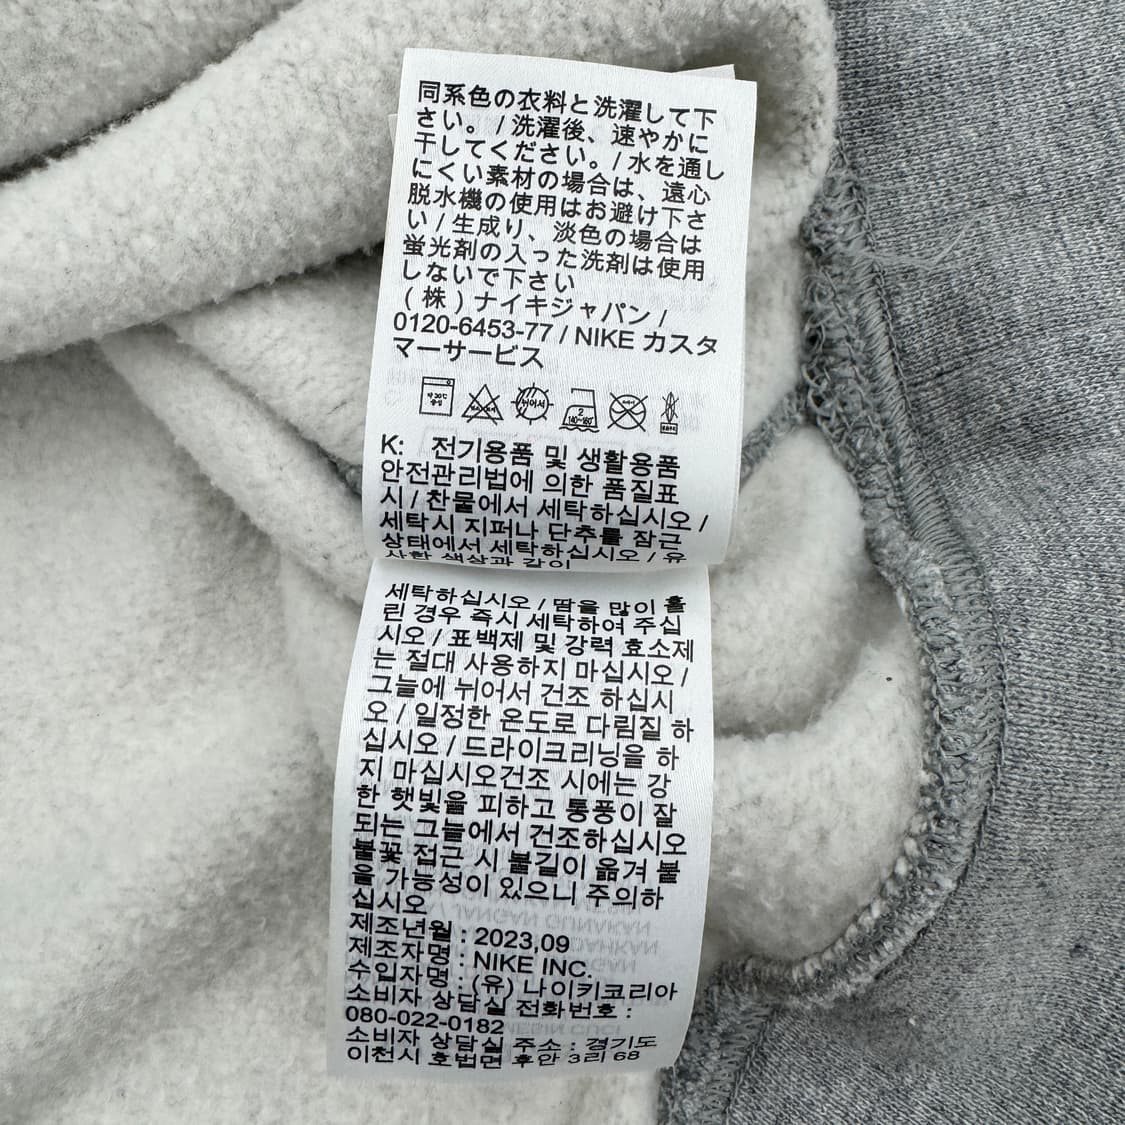 同系色の衣料と洗濯して下
さい。/洗濯後、速やかに
干してください。/水を通し
にくい素材の場合は、遠心
脱水機の使用はお避け下さ
い/生成り、淡色の場合は
蛍光剤の入った洗剤は使用
しないで下さい
(株)ナイキジャパン/
0120-6453-77/NIKE カスタ
マーサービス
K: 전기용품 및 생활용품
안전관리법에 의한 품질표
시/찬물에서 세탁하십시오/
세탁시 지퍼나 단추를 잠근
상태에서 세탁하십시오/유
사한 색상과 같이
세탁하십시오/땀을 많이 흘
린 경우 즉시 세탁하여 주십
시오/표백제 및 강력 효소제
는 절대 사용하지 마십시오/
그늘에 뉘어서 건조 하십시
오/일정한 온도로 다림질 하
십시오/드라이크리닝을 하
지 마십시오건조 시에는 강
한 햇빛을 피하고 통풍이 잘
되는 그늘에서 건조하십시오
불꽃 접근 시 불길이 옮겨 붙
을 가능성이 있으니 주의하
십시오
제조년월 : 2023,09
제조자명 : NIKE INC.
수입자명 : (유) 나이키코리아
소비자 상담실 전화번호 :
080-022-0182
소비자 상담실 주소 : 경기도
이천시 호법면 후안 3리 68